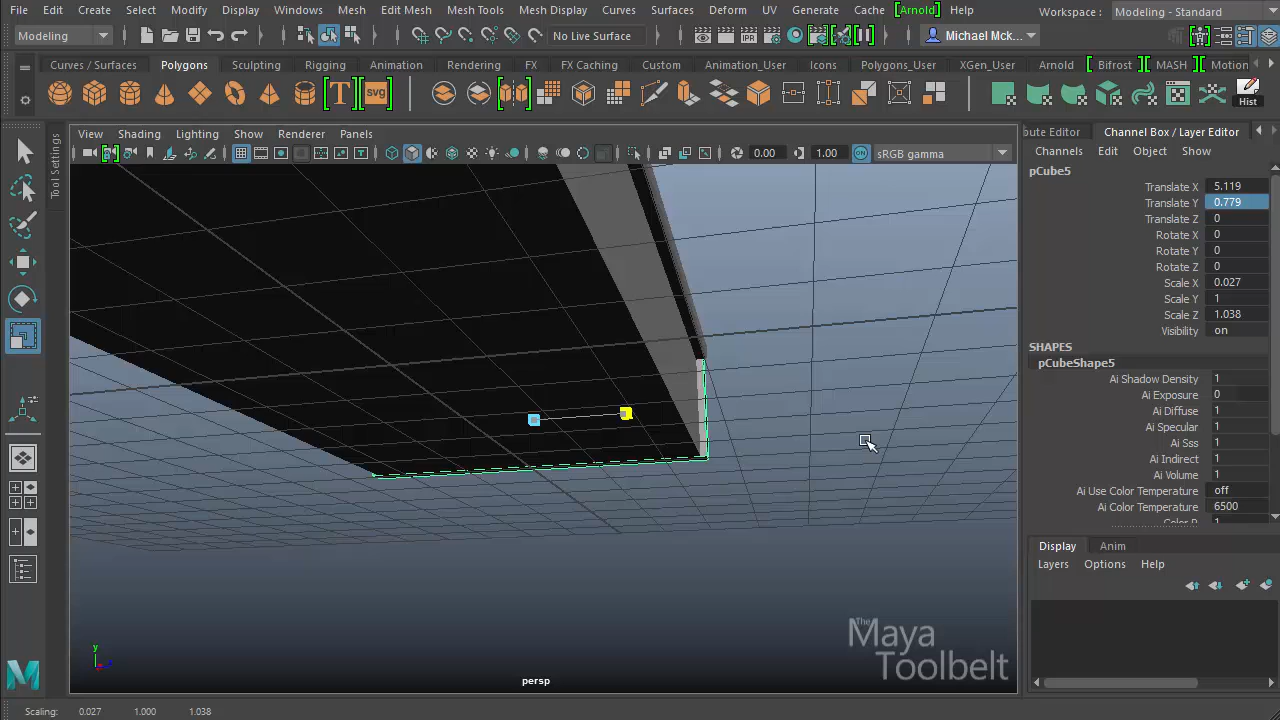 File Edit Create Select Modify Display Windows Mesh Edit Mesh Mesh Tools Mesh Display Curves Surfaces Deform UV Generate Cache [Arnold] Help
Workspace : Modeling - Standard
Modeling No Live Surface Michael Mck...
Curves / Surfaces Polygons Sculpting Rigging Animation Rendering FX FX Caching Custom Animation_User Icons Polygons_User XGen_User Arnold Bifrost MASH Motion
T svg Hist
View Shading Lighting Show Renderer Panels
0.00 1.00 ON sRGB gamma
Tool Settings
bute Editor Channel Box / Layer Editor
Channels Edit Object Show
pCube5
Translate X 5.119
Translate Y 0.779
Translate Z 0
Rotate X 0
Rotate Y 0
Rotate Z 0
Scale X 0.027
Scale Y 1
Scale Z 1.038
Visibility on
SHAPES
pCubeShape5
Ai Shadow Density 1
Ai Exposure 0
Ai Diffuse 1
Ai Specular 1
Ai Sss 1
Ai Indirect 1
Ai Volume 1
Ai Use Color Temperature off
Ai Color Temperature 6500
Color R 1
Display Anim
Layers Options Help
The Maya
Toolbelt
y
persp
M
Scaling: 0.027 1.000 1.038